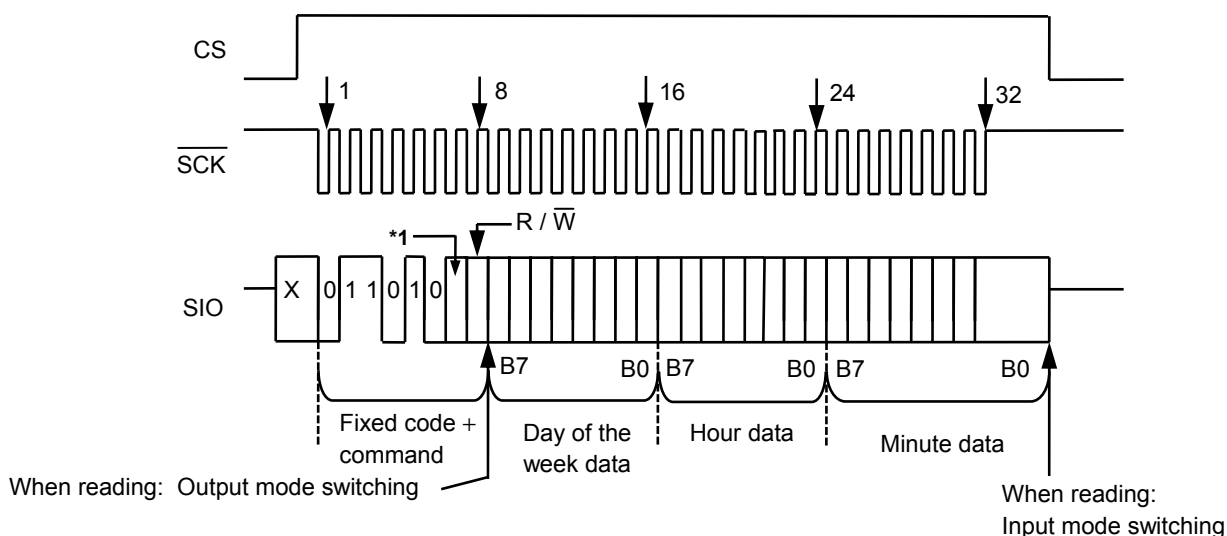 CS
1 8 16 24 32
S̅C̅K̅
*1 R / W̅
SIO X 0 1 1 0 1 0
B7 B0 B7 B0 B7 B0
Fixed code +
command
Day of the
week data
Hour data
Minute data
When reading: Output mode switching
When reading:
Input mode switching